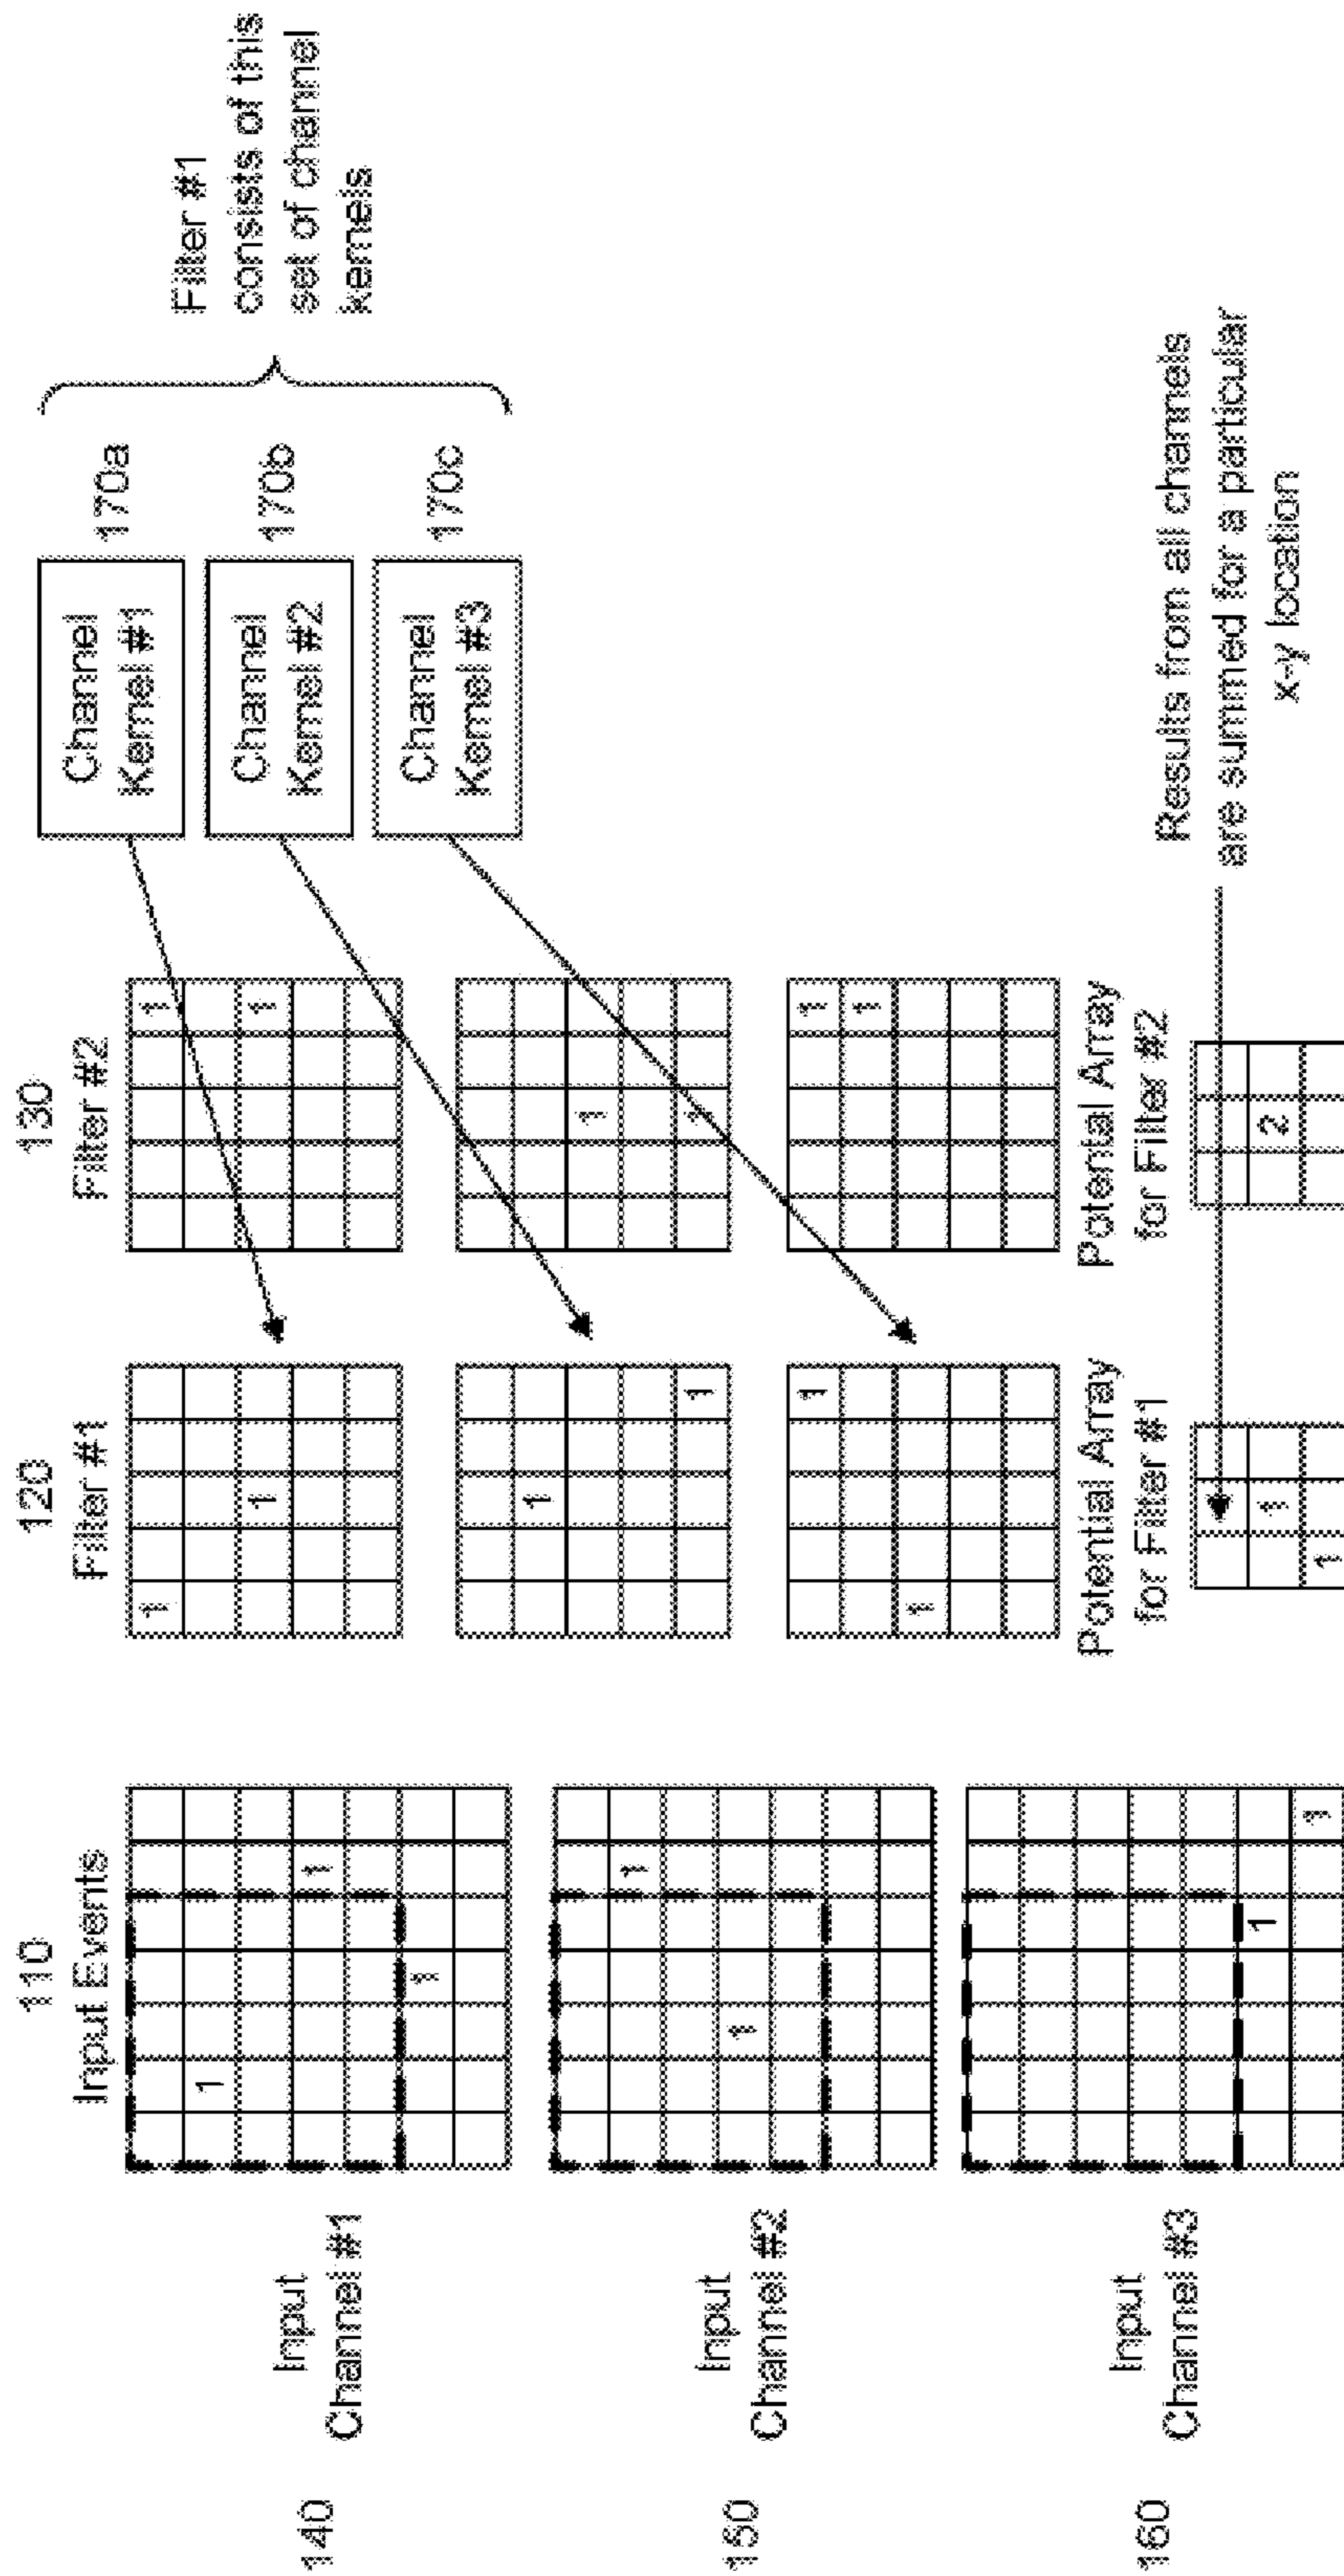 110
Input Events
120
Filter #1
130
Filter #2
140
Input
Channel #1
1
1
1
1
1
1
1
150
Input
Channel #2
1
1
1
1
1
1
160
Input
Channel #3
1
1
1
1
1
1
Channel
Kernel #1
170a
Channel
Kernel #2
170b
Channel
Kernel #3
170c
Filter #1
consists of this
set of channel
kernels
Potential Array
for Filter #1
1
1
Potental Array
for Filter #2
2
Results from all channels
are summed for a particular
x-y location